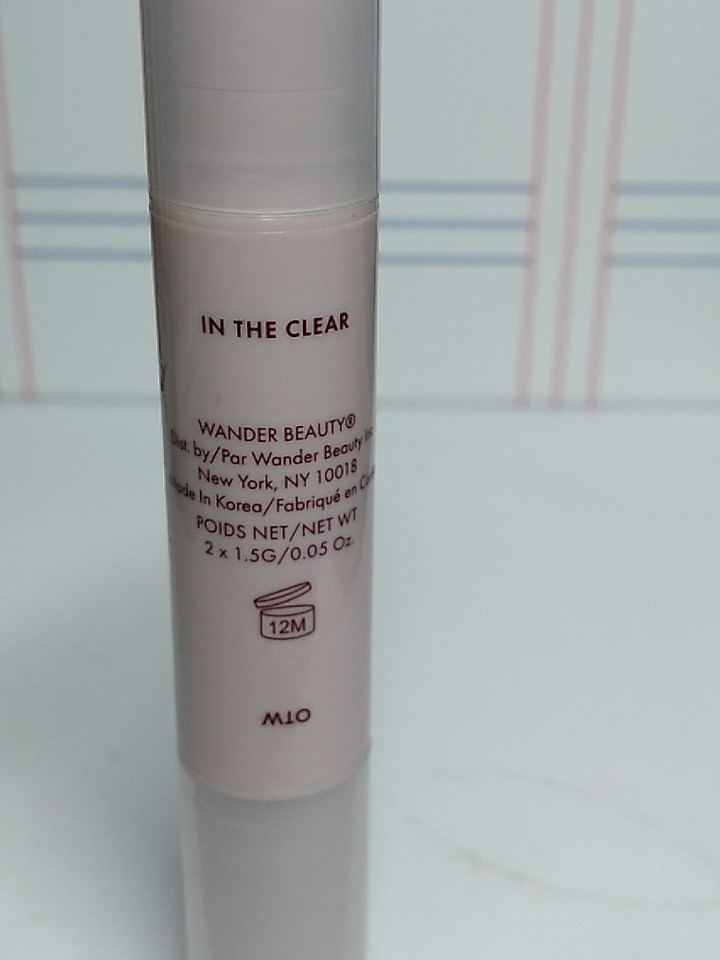 IN THE CLEAR
WANDER BEAUTY®
Dist. by/Par Wander Beauty
New York, NY 10018
Made In Korea/Fabriqué en
POIDS NET/NET WT
2 x 1.5G/0.05 Oz.
12M
OTW